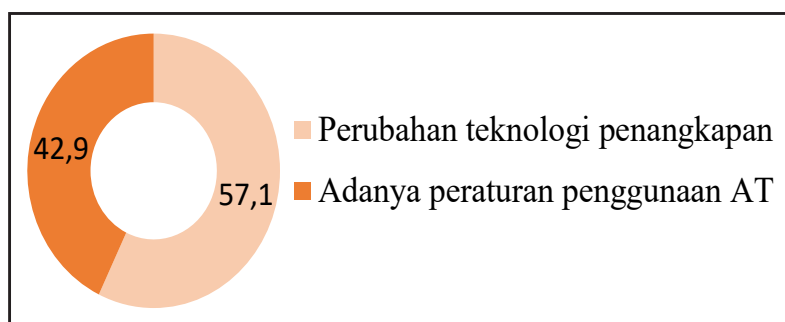 42,9
57,1
Perubahan teknologi penangkapan
Adanya peraturan penggunaan AT